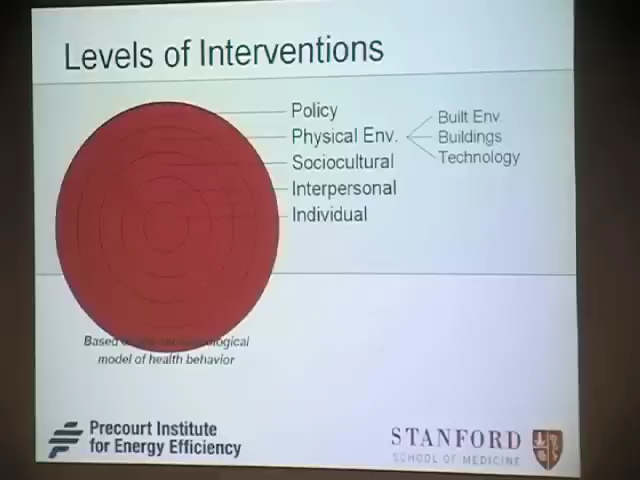 Levels of Interventions
Policy
Physical Env.
Sociocultural
Interpersonal
Individual
Built Env.
Buildings
Technology
Based
model of health behavior
Precourt Institute
for Energy Efficiency
STANFORD
SCHOOL OF MEDICINE